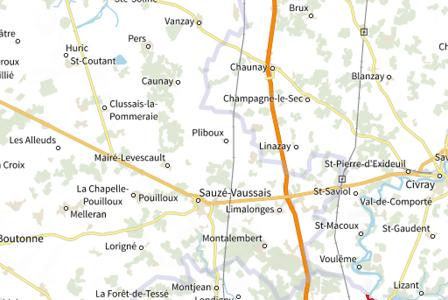 Vanzay
Brux
Pers
Huric
St-Coutant
Chaunay
Blanzay
Caunay
Champagne-le-Sec
Clussais-la-
Pommeraie
Pliboux
Les Alleuds
Linazay
Mairé-Levescault
St-Pierre-d'Exideuil
Croix
Civray
La Chapelle-
Pouilloux
Pouilloux
Sauzé-Vaussais
St-Saviol
Val-de-Comporté
Melleran
Limalonges
St-Macoux
St-Gaudent
Boutonne
Lorigné
Montalembert
Voulême
Montjean
Lizant
La Forêt-de-Tessé
Londigny